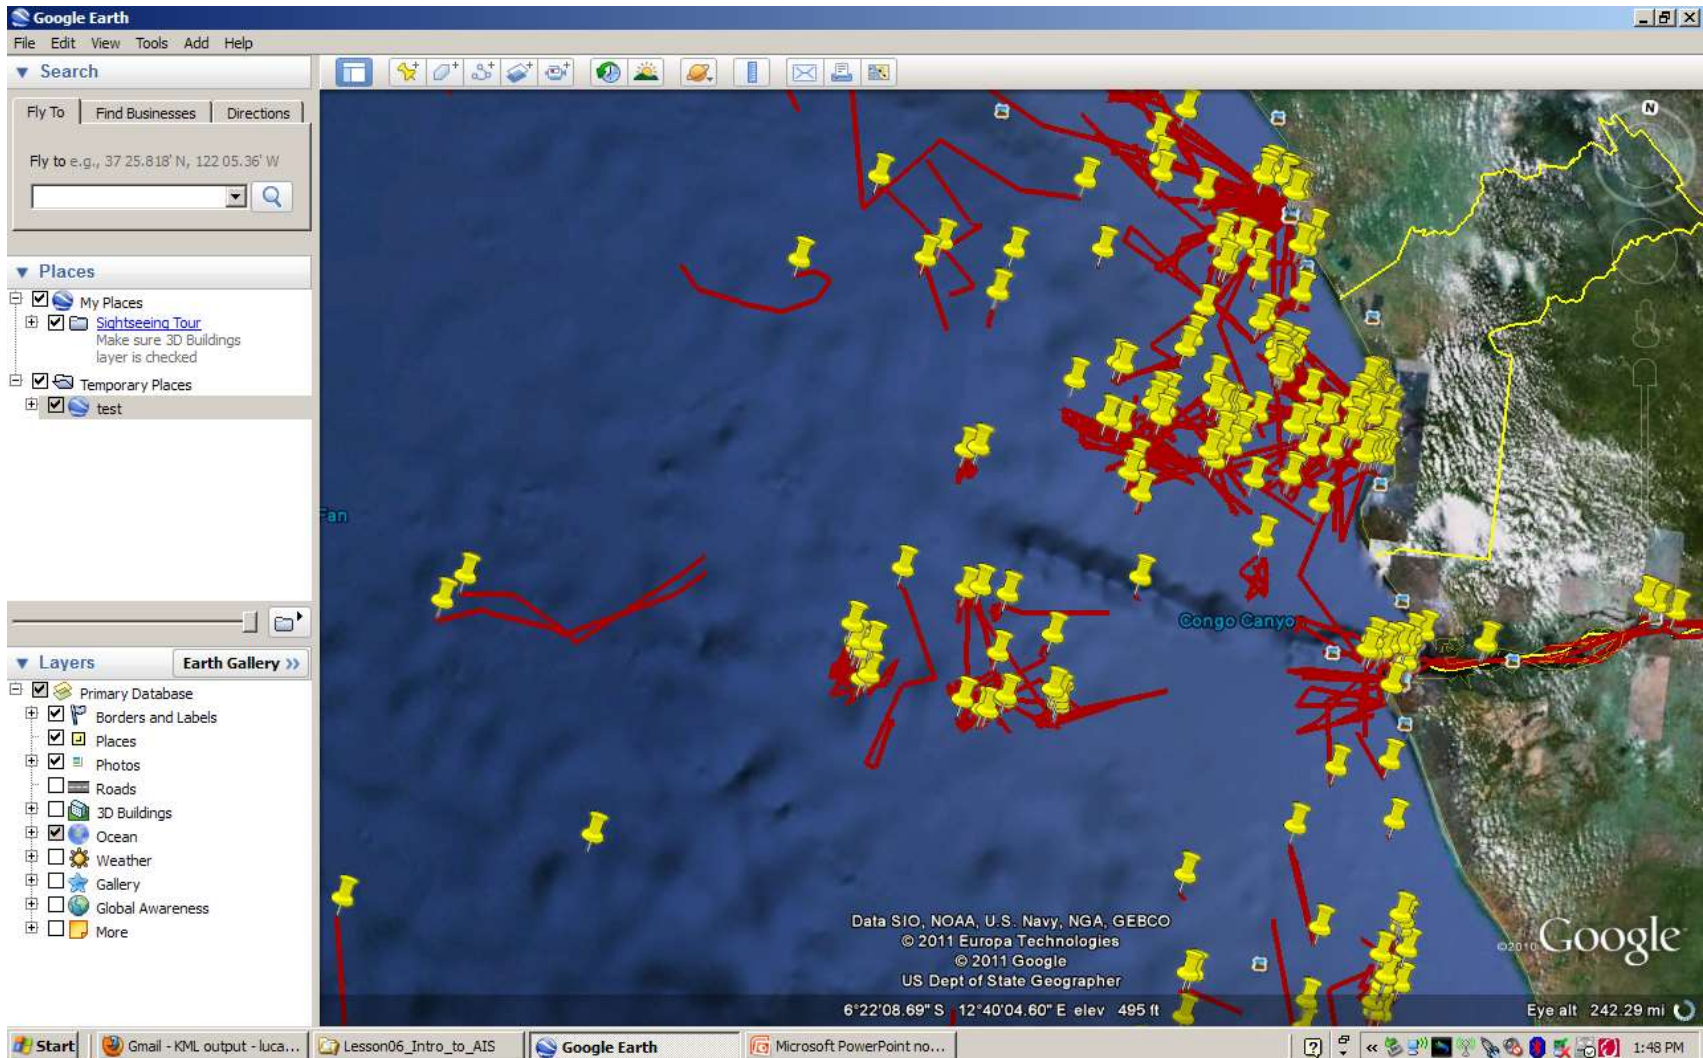 Google Earth
File Edit View Tools Add Help
Search
Fly To Find Businesses Directions
Fly to e.g., 37 25.818' N, 122 05.36' W
Places
My Places
Sightseeing Tour
Make sure 3D Buildings
layer is checked
Temporary Places
test
Layers Earth Gallery »
Primary Database
Borders and Labels
Places
Photos
Roads
3D Buildings
Ocean
Weather
Gallery
Global Awareness
More
N
Fan
Congo Canyo
Data SIO, NOAA, U.S. Navy, NGA, GEBCO
© 2011 Europa Technologies
© 2011 Google
US Dept of State Geographer
©2010 Google
6°22'08.69" S 12°40'04.60" E elev 495 ft
Eye alt 242.29 mi
Start Gmail - KML output - luca... Lesson06_Intro_to_AIS Google Earth Microsoft PowerPoint no... 1:48 PM